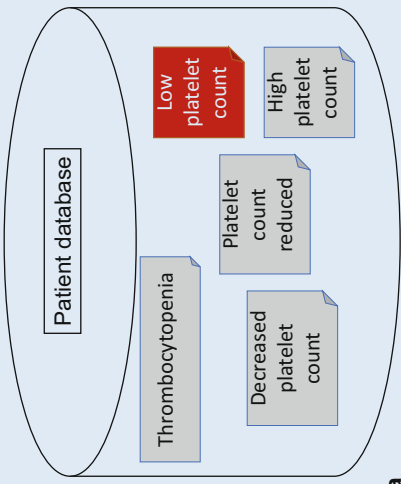 Patient database
Thrombocytopenia
Low
platelet
count
Platelet
count
reduced
Decreased
platelet
count
High
platelet
count